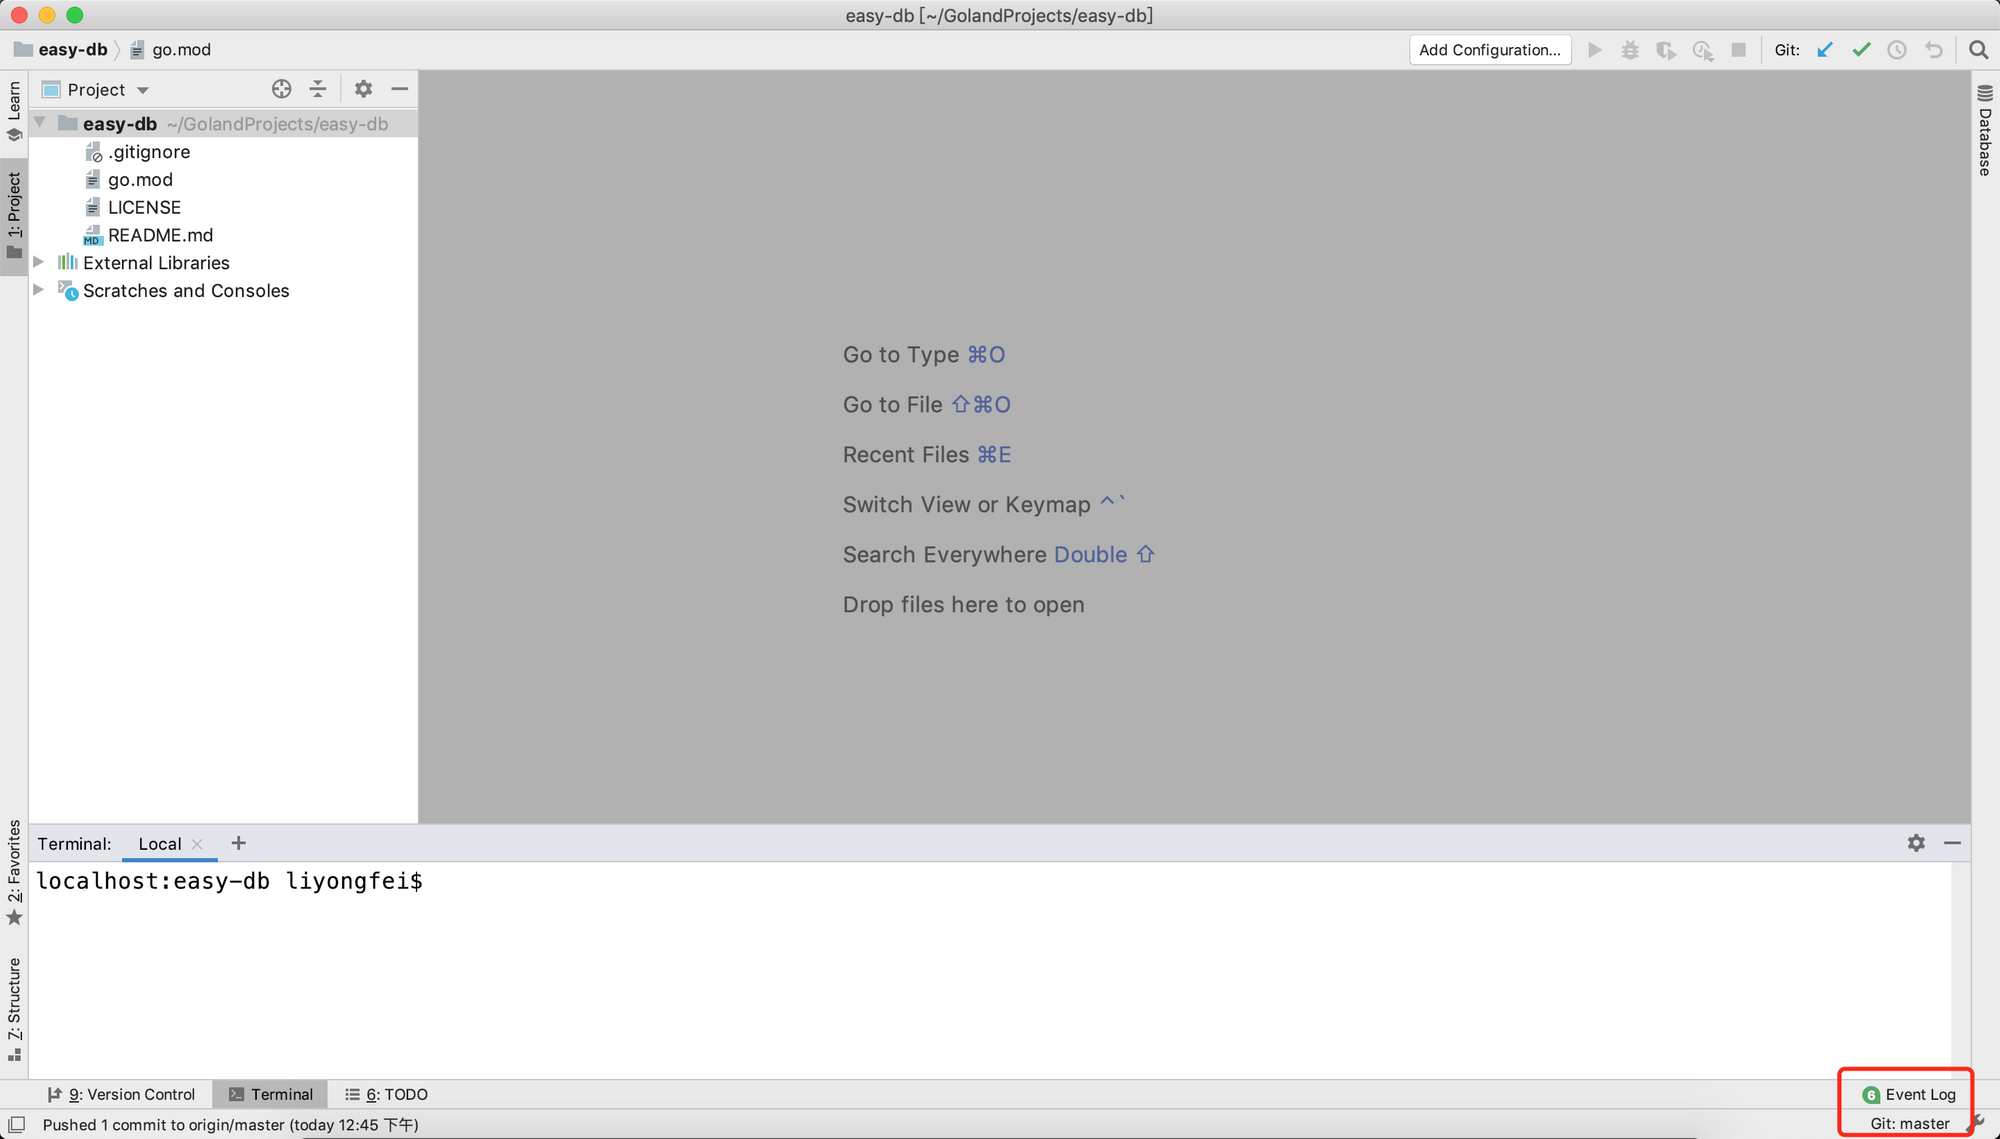 easy-db [~/GolandProjects/easy-db]
easy-db go.mod
Add Configuration...
Git:
Learn
1: Project
2: Favorites
7: Structure
Database
Project
easy-db ~/GolandProjects/easy-db
.gitignore
go.mod
LICENSE
MD README.md
External Libraries
Scratches and Consoles
Go to Type ⌘O
Go to File ⇧⌘O
Recent Files ⌘E
Switch View or Keymap ^`
Search Everywhere Double ⇧
Drop files here to open
Terminal: Local
localhost:easy-db liyongfei$
9: Version Control Terminal 6: TODO
6 Event Log
Pushed 1 commit to origin/master (today 12:45 下午)
Git: master